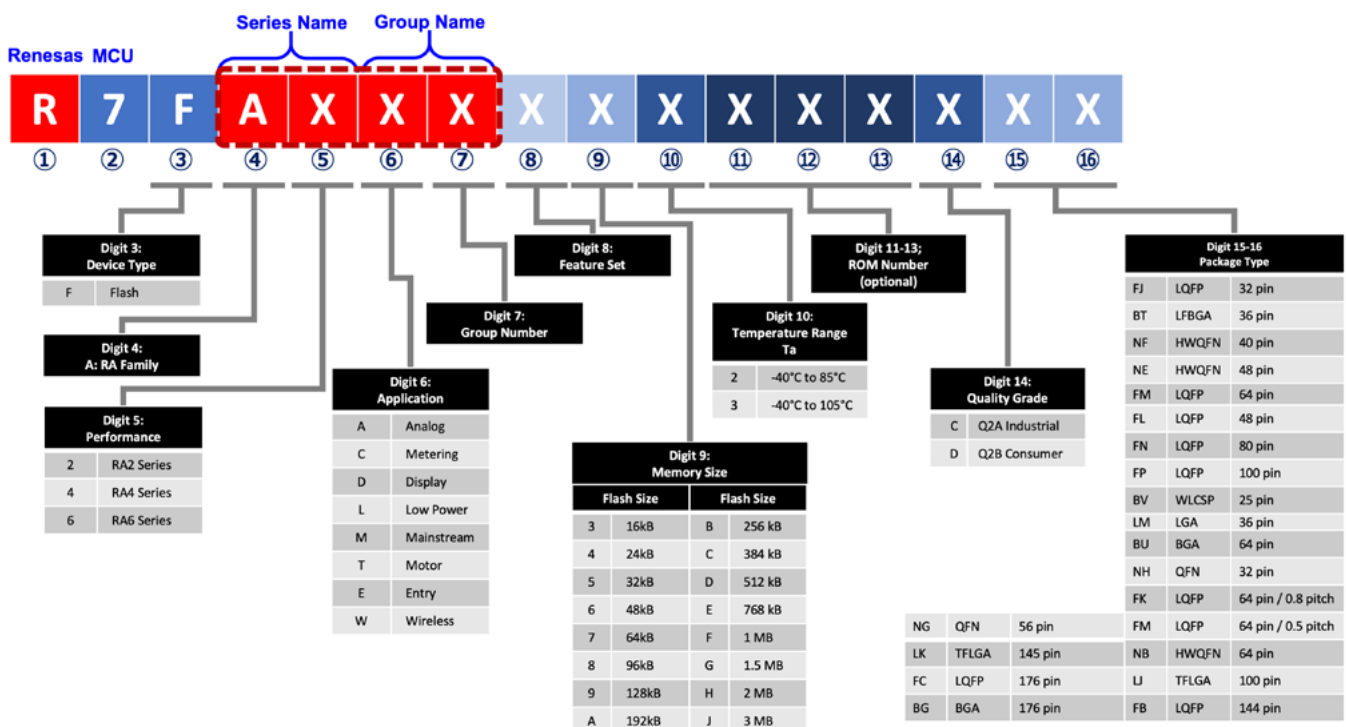 Series Name
Group Name
Renesas MCU
R 7 F A X X X X X X X X X X X X
① ② ③ ④ ⑤ ⑥ ⑦ ⑧ ⑨ ⑩ ⑪ ⑫ ⑬ ⑭ ⑮ ⑯
Digit 3:
Device Type
F Flash
Digit 4:
A: RA Family
Digit 5:
Performance
2 RA2 Series
4 RA4 Series
6 RA6 Series
Digit 6:
Application
A Analog
C Metering
D Display
L Low Power
M Mainstream
T Motor
E Entry
W Wireless
Digit 7:
Group Number
Digit 8:
Feature Set
Digit 9:
Memory Size
Flash Size Flash Size
3 16kB B 256 kB
4 24kB C 384 kB
5 32kB D 512 kB
6 48kB E 768 kB
7 64kB F 1 MB
8 96kB G 1.5 MB
9 128kB H 2 MB
A 192kB J 3 MB
Digit 10:
Temperature Range
Ta
2 -40°C to 85°C
3 -40°C to 105°C
Digit 11-13;
ROM Number
(optional)
Digit 14:
Quality Grade
C Q2A Industrial
D Q2B Consumer
Digit 15-16
Package Type
FJ LQFP 32 pin
BT LFBGA 36 pin
NF HWQFN 40 pin
NE HWQFN 48 pin
FM LQFP 64 pin
FL LQFP 48 pin
FN LQFP 80 pin
FP LQFP 100 pin
BV WLCSP 25 pin
LM LGA 36 pin
BU BGA 64 pin
NH QFN 32 pin
FK LQFP 64 pin / 0.8 pitch
NG QFN 56 pin FM LQFP 64 pin / 0.5 pitch
LK TFLGA 145 pin NB HWQFN 64 pin
FC LQFP 176 pin LJ TFLGA 100 pin
BG BGA 176 pin FB LQFP 144 pin